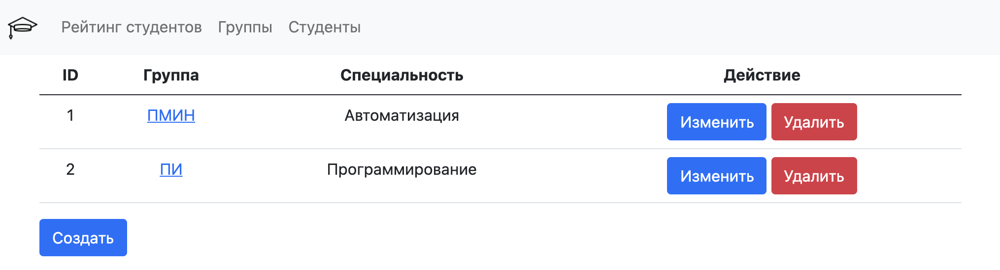 Рейтинг студентов Группы Студенты
ID Группа Специальность Действие
1 ПМИН Автоматизация Изменить Удалить
2 ПИ Программирование Изменить Удалить
Создать